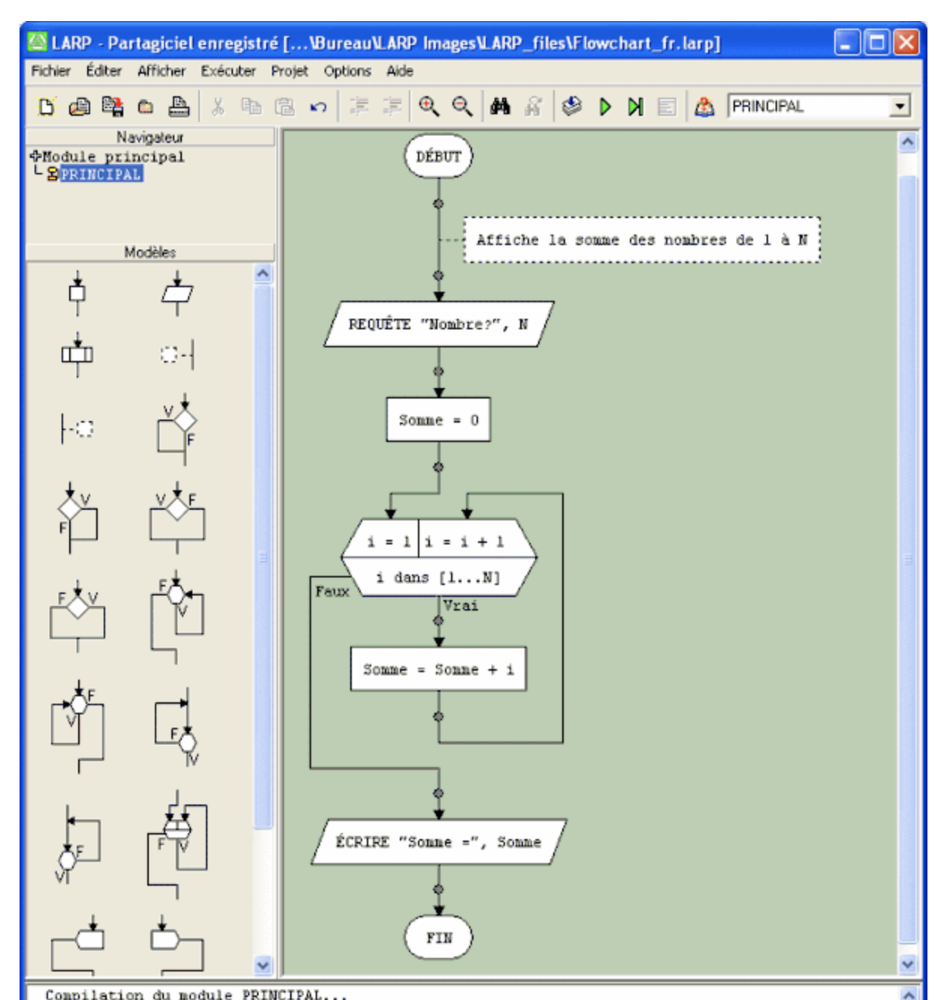 LARP - Partagiciel enregistré [...\Bureau\LARP Images\LARP_files\Flowchart_fr.larp]
Fichier Éditer Afficher Exécuter Projet Options Aide
PRINCIPAL
Navigateur
Module principal
PRINCIPAL
Modèles
V
F
V
F
V F
F V
F
V
F
V
F
V
F
V
F V
DÉBUT
Affiche la somme des nombres de 1 à N
REQUÊTE "Nombre?", N
Somme = 0
i = 1 i = i + 1
i dans [1...N]
Faux
Vrai
Somme = Somme + i
ÉCRIRE "Somme =", Somme
FIN
Compilation du module PRINCIPAL...